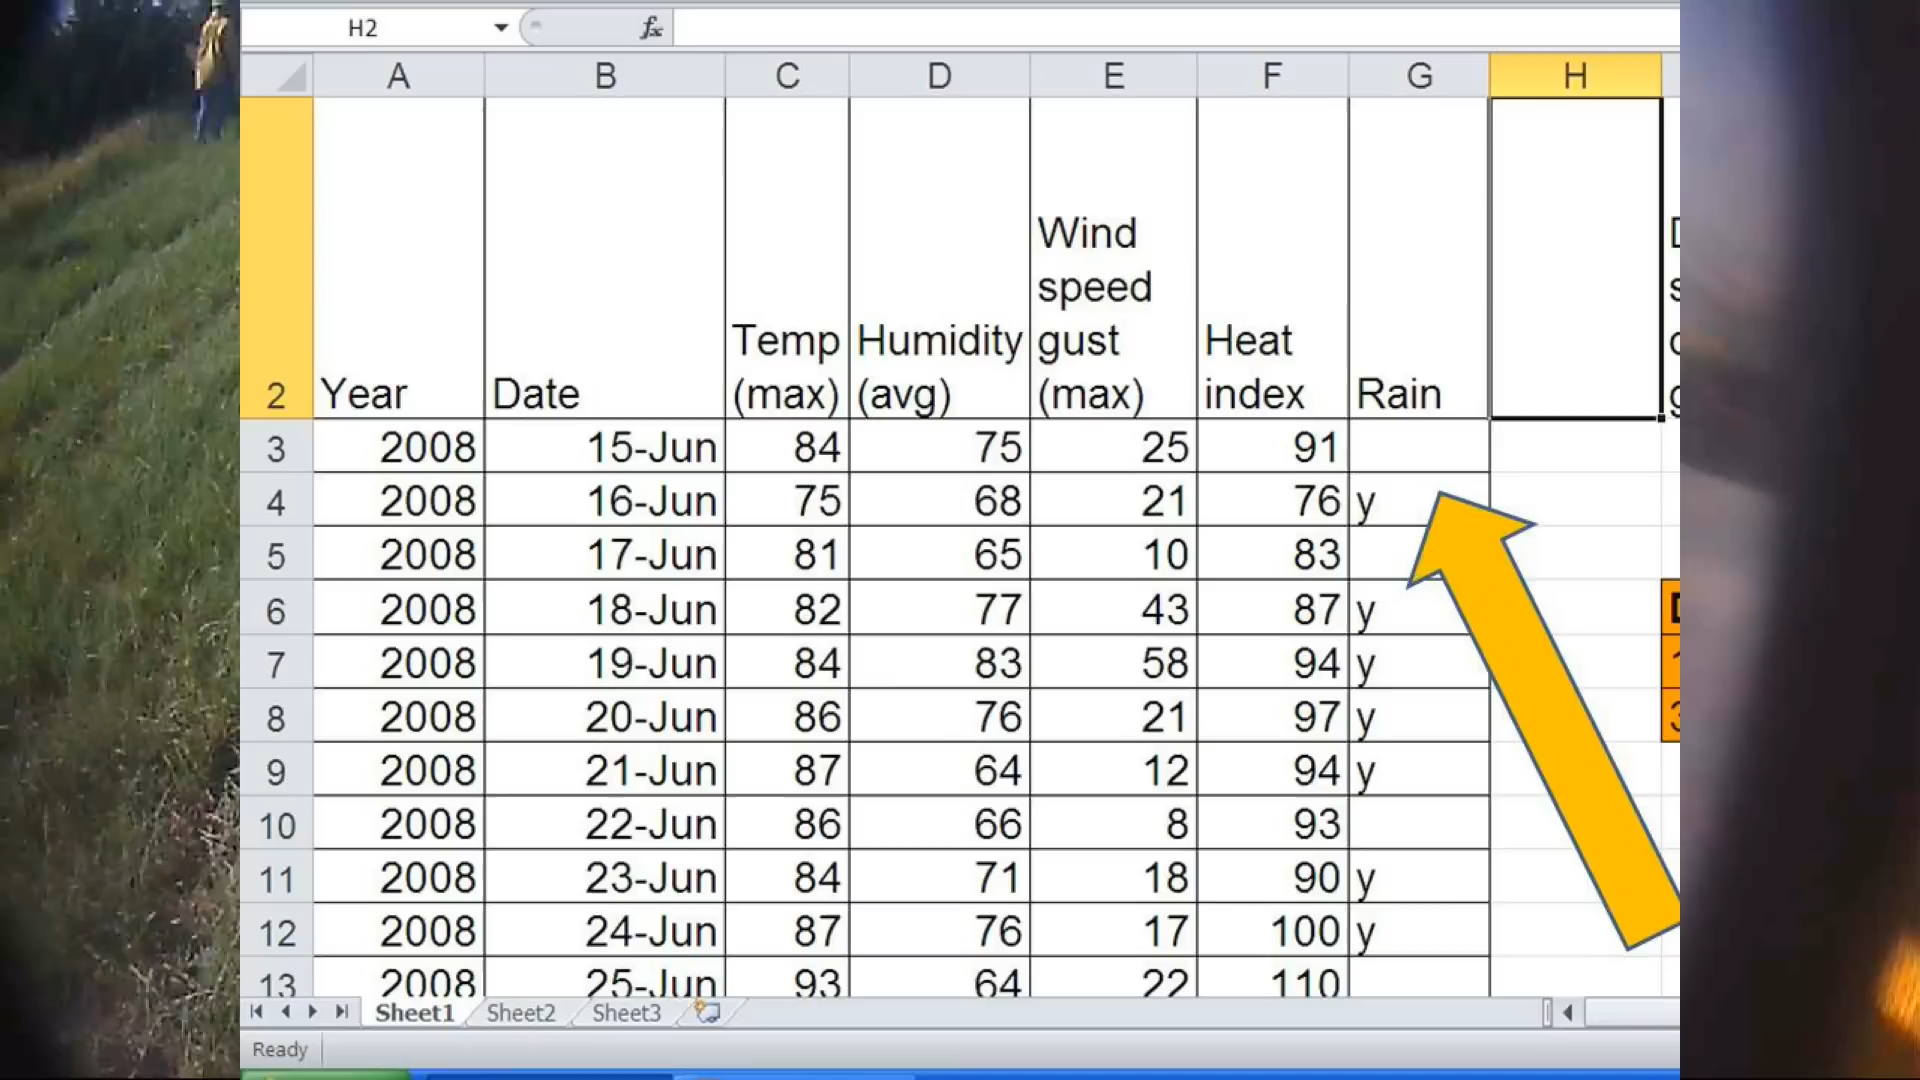 H2 fx
A B C D E F G H
2 Year Date Temp (max) Humidity (avg) Wind speed gust (max) Heat index Rain
3 2008 15-Jun 84 75 25 91
4 2008 16-Jun 75 68 21 76 y
5 2008 17-Jun 81 65 10 83
6 2008 18-Jun 82 77 43 87 y
7 2008 19-Jun 84 83 58 94 y
8 2008 20-Jun 86 76 21 97 y
9 2008 21-Jun 87 64 12 94 y
10 2008 22-Jun 86 66 8 93
11 2008 23-Jun 84 71 18 90 y
12 2008 24-Jun 87 76 17 100 y
13 2008 25-Jun 93 64 22 110
Sheet1 Sheet2 Sheet3
Ready